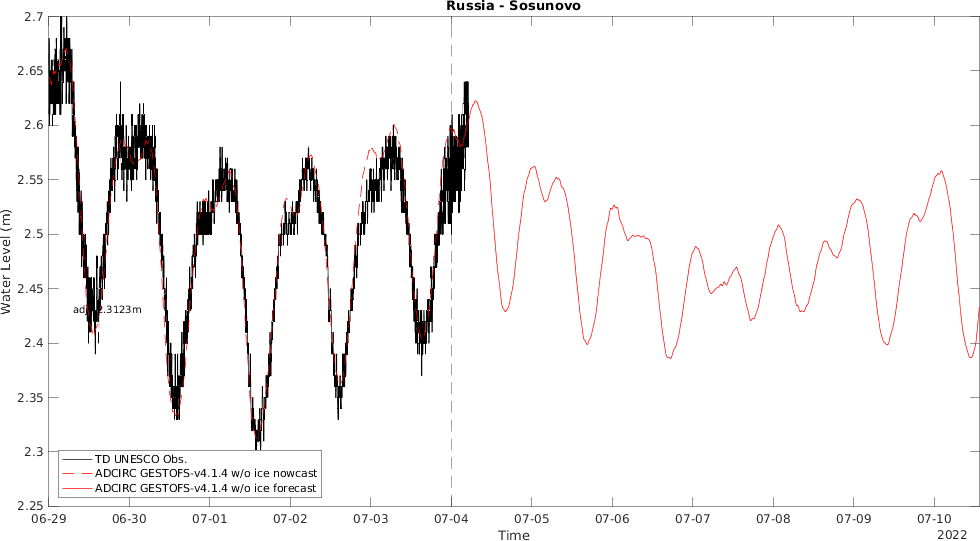 Russia - Sosunovo
2.7
2.65
2.6
2.55
2.5
2.45
2.4
2.35
2.3
2.25
Water Level (m)
2.3123m
TD UNESCO Obs.
ADCIRC GESTOFS-v4.1.4 w/o ice nowcast
ADCIRC GESTOFS-v4.1.4 w/o ice forecast
06-29 06-30 07-01 07-02 07-03 07-04 07-05 07-06 07-07 07-08 07-09 07-10
Time
2022